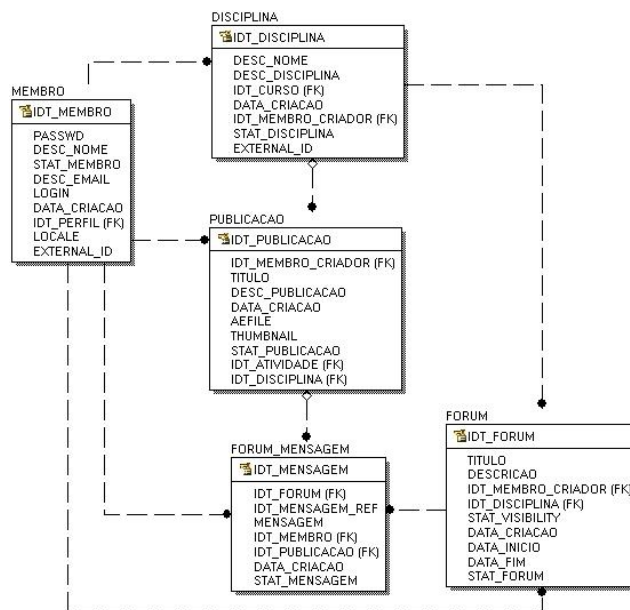 DISCIPLINA
IDT_DISCIPLINA
DESC_NOME
DESC_DISCIPLINA
IDT_CURSO (FK)
DATA_CRIACAO
IDT_MEMBRO_CRIADOR (FK)
STAT_DISCIPLINA
EXTERNAL_ID
MEMBRO
IDT_MEMBRO
PASSWD
DESC_NOME
STAT_MEMBRO
DESC_EMAIL
LOGIN
DATA_CRIACAO
IDT_PERFIL (FK)
LOCALE
EXTERNAL_ID
PUBLICACAO
IDT_PUBLICACAO
IDT_MEMBRO_CRIADOR (FK)
TITULO
DESC_PUBLICACAO
DATA_CRIACAO
AEFILE
THUMBNAIL
STAT_PUBLICACAO
IDT_ATIVIDADE (FK)
IDT_DISCIPLINA (FK)
FORUM_MENSAGEM
IDT_MENSAGEM
IDT_FORUM (FK)
IDT_MENSAGEM_REF
MENSAGEM
IDT_MEMBRO (FK)
IDT_PUBLICACAO (FK)
DATA_CRIACAO
STAT_MENSAGEM
FORUM
IDT_FORUM
TITULO
DESCRICAO
IDT_MEMBRO_CRIADOR (FK)
IDT_DISCIPLINA (FK)
STAT_VISIBILITY
DATA_CRIACAO
DATA_INICIO
DATA_FIM
STAT_FORUM